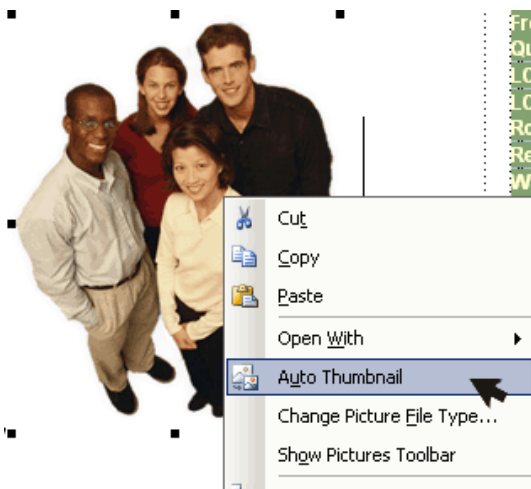 Cut
Copy
Paste
Open With
Auto Thumbnail
Change Picture File Type...
Show Pictures Toolbar